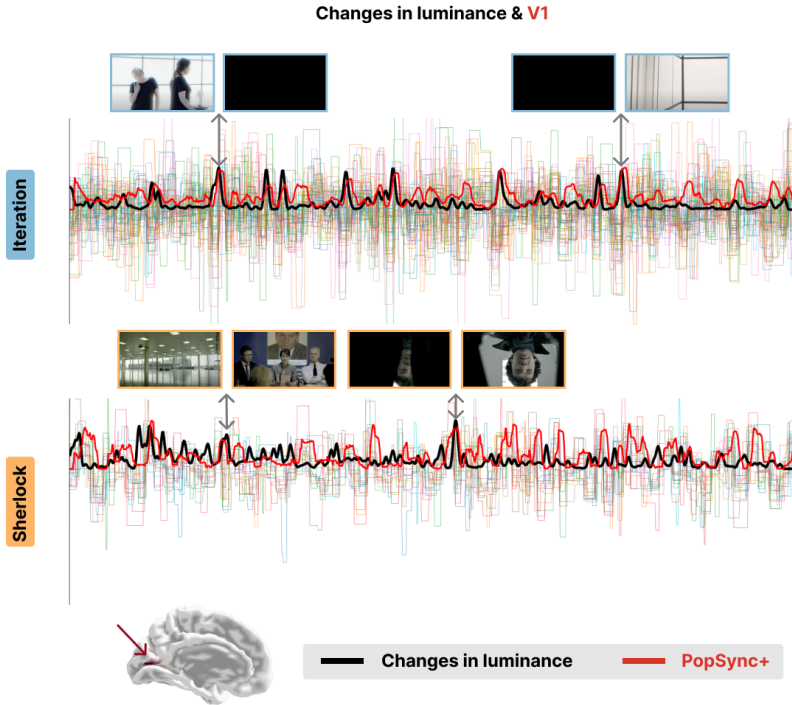 Changes in luminance & V1
Iteration
Sherlock
Changes in luminance
PopSync+